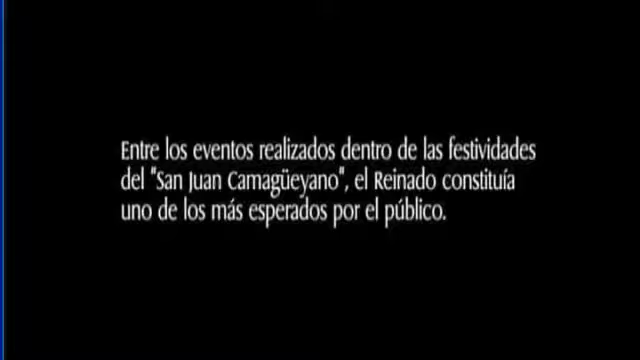 Entre los eventos realizados dentro de las festividades
del "San Juan Camagüeyano", el Reinado constituía
uno de los más esperados por el público.